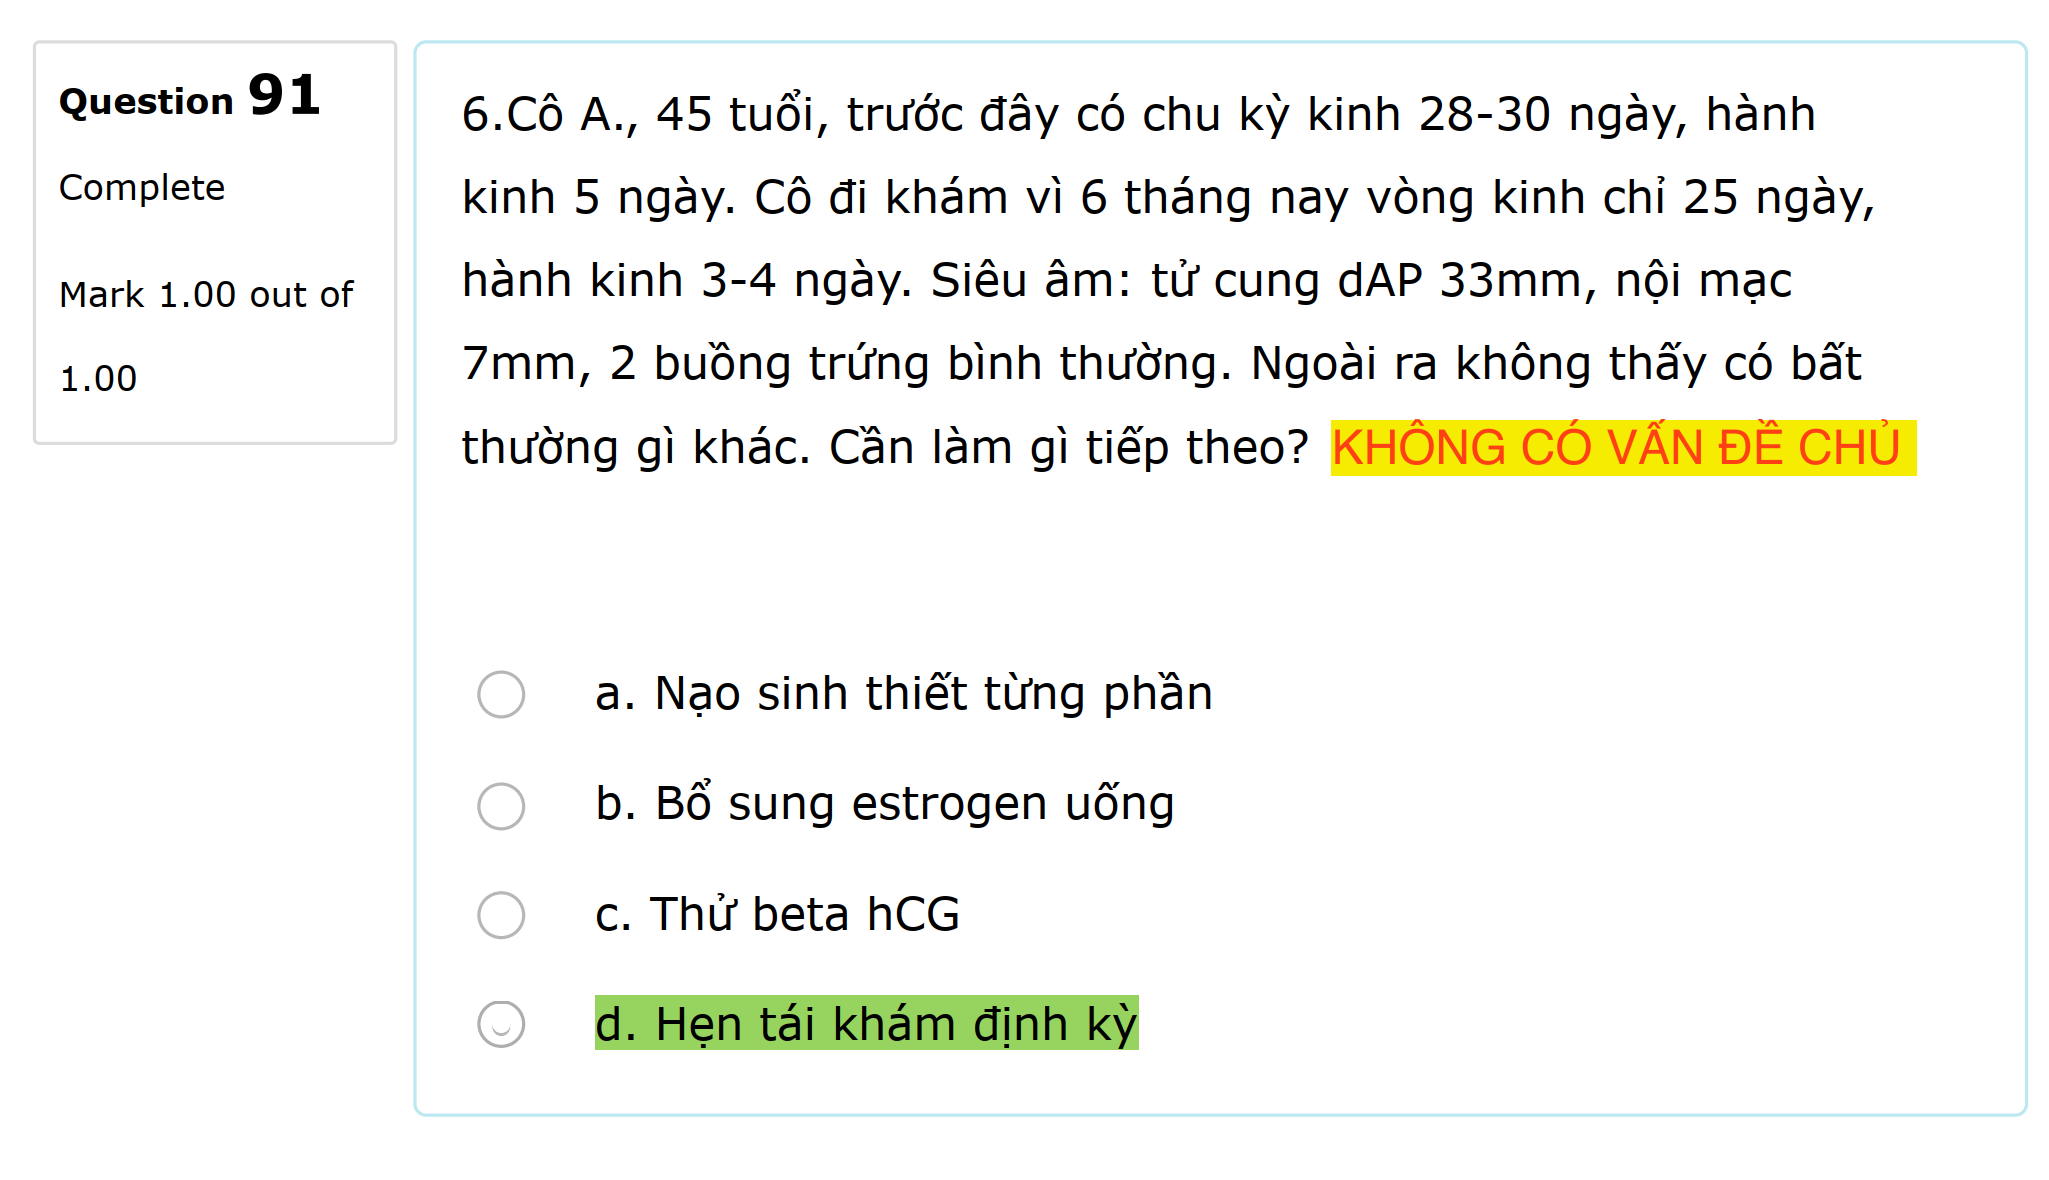 Question 91
Complete
Mark 1.00 out of
1.00
6.Cô A., 45 tuổi, trước đây có chu kỳ kinh 28-30 ngày, hành
kinh 5 ngày. Cô đi khám vì 6 tháng nay vòng kinh chỉ 25 ngày,
hành kinh 3-4 ngày. Siêu âm: tử cung dAP 33mm, nội mạc
7mm, 2 buồng trứng bình thường. Ngoài ra không thấy có bất
thường gì khác. Cần làm gì tiếp theo? KHÔNG CÓ VẤN ĐỀ CHỦ
a. Nạo sinh thiết từng phần
b. Bổ sung estrogen uống
c. Thử beta hCG
d. Hẹn tái khám định kỳ